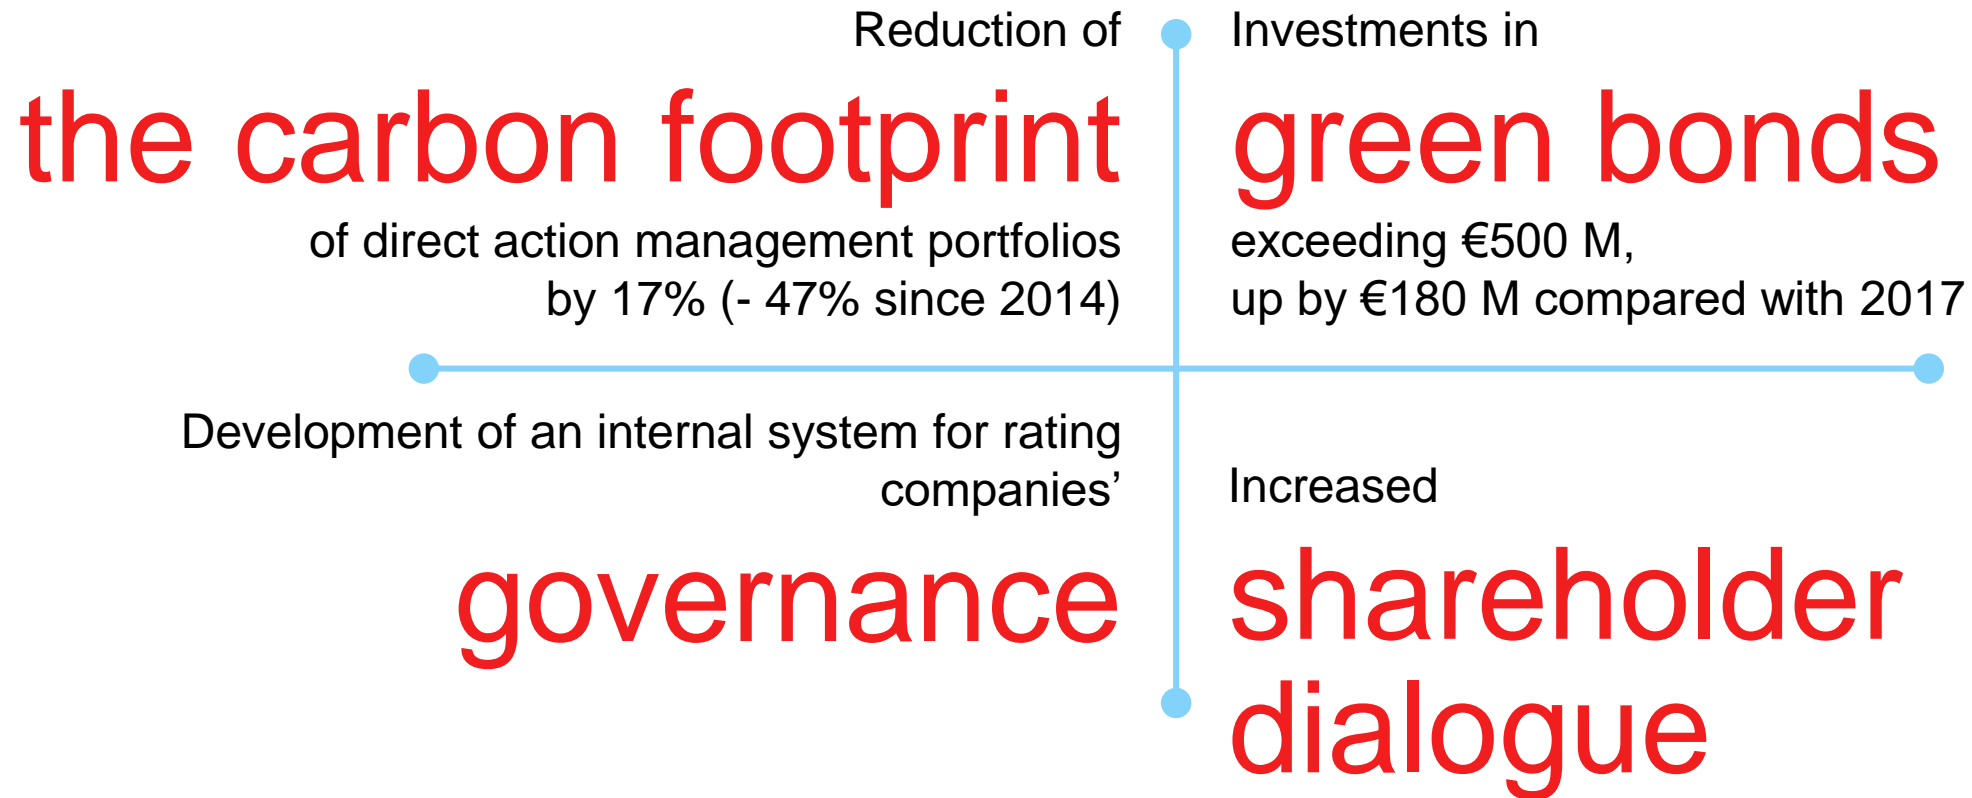 Reduction of
the carbon footprint
of direct action management portfolios
by 17% (- 47% since 2014)
Investments in
green bonds
exceeding €500 M,
up by €180 M compared with 2017
Development of an internal system for rating
companies’
governance
Increased
shareholder
dialogue